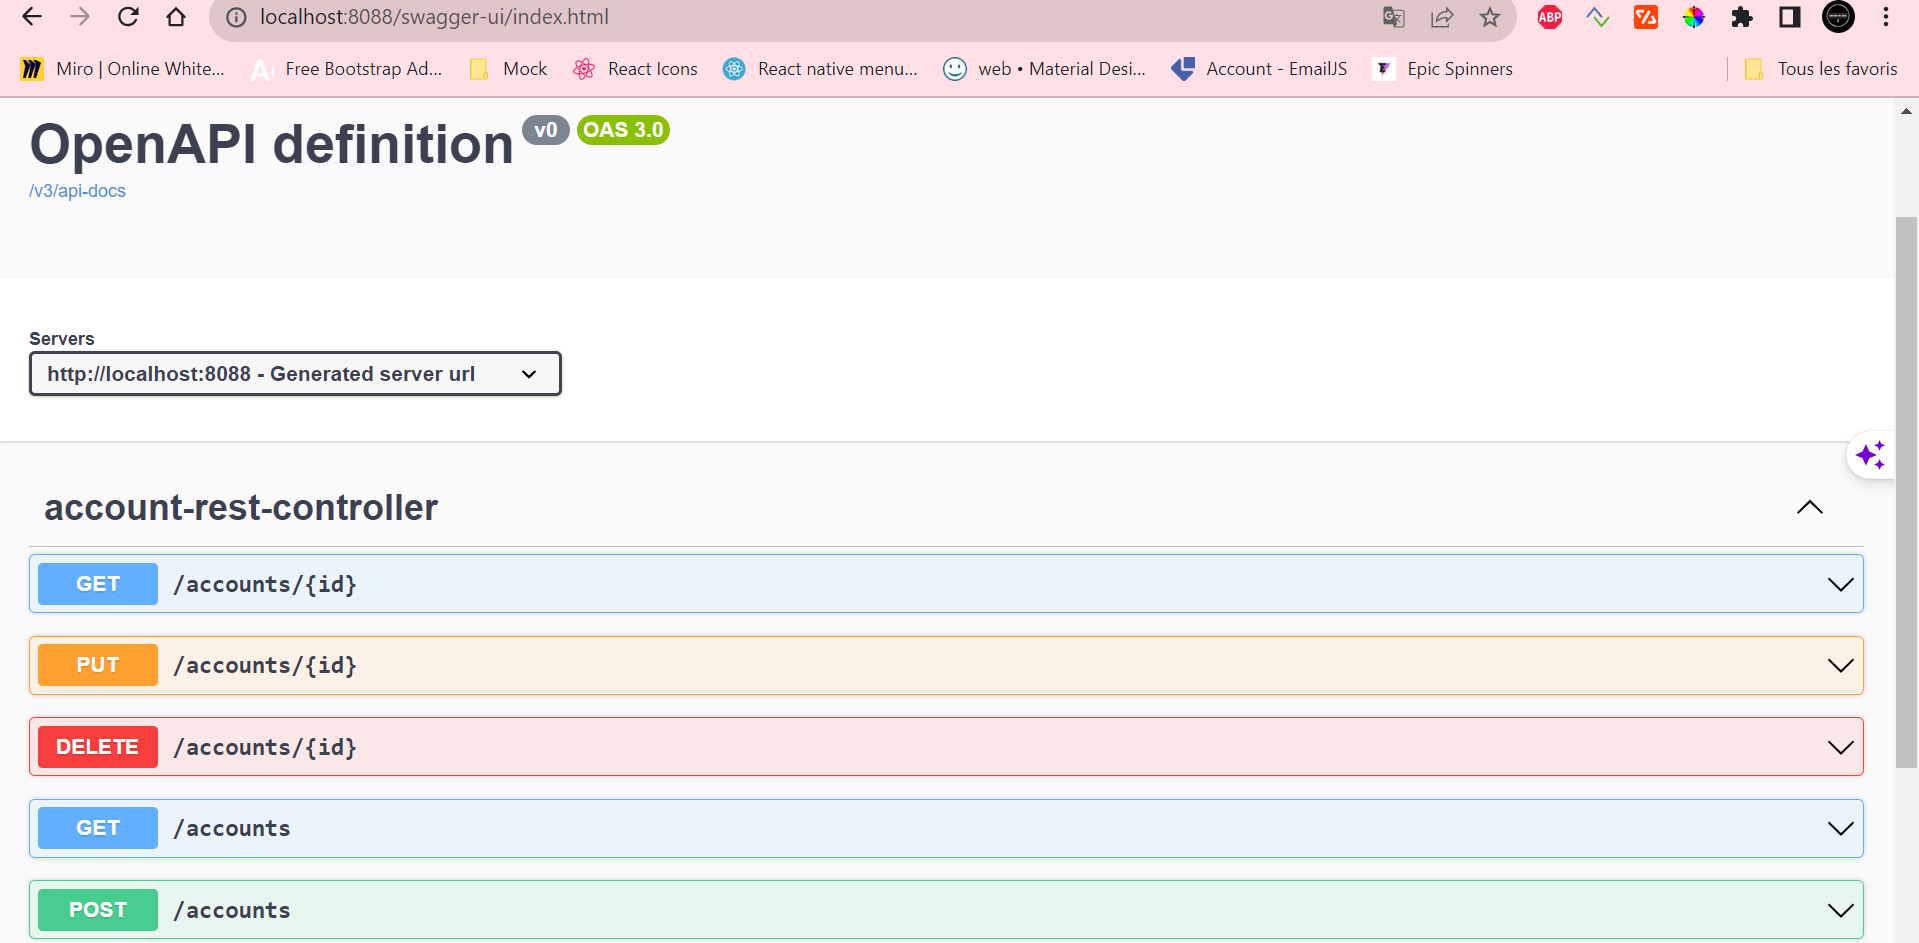 localhost:8088/swagger-ui/index.html
ABP
Miro | Online White... Free Bootstrap Ad... Mock React Icons React native menu... web • Material Desi... Account - EmailJS Epic Spinners Tous les favoris
OpenAPI definition v0 OAS 3.0
/v3/api-docs
Servers
http://localhost:8088 - Generated server url
account-rest-controller
GET /accounts/{id}
PUT /accounts/{id}
DELETE /accounts/{id}
GET /accounts
POST /accounts